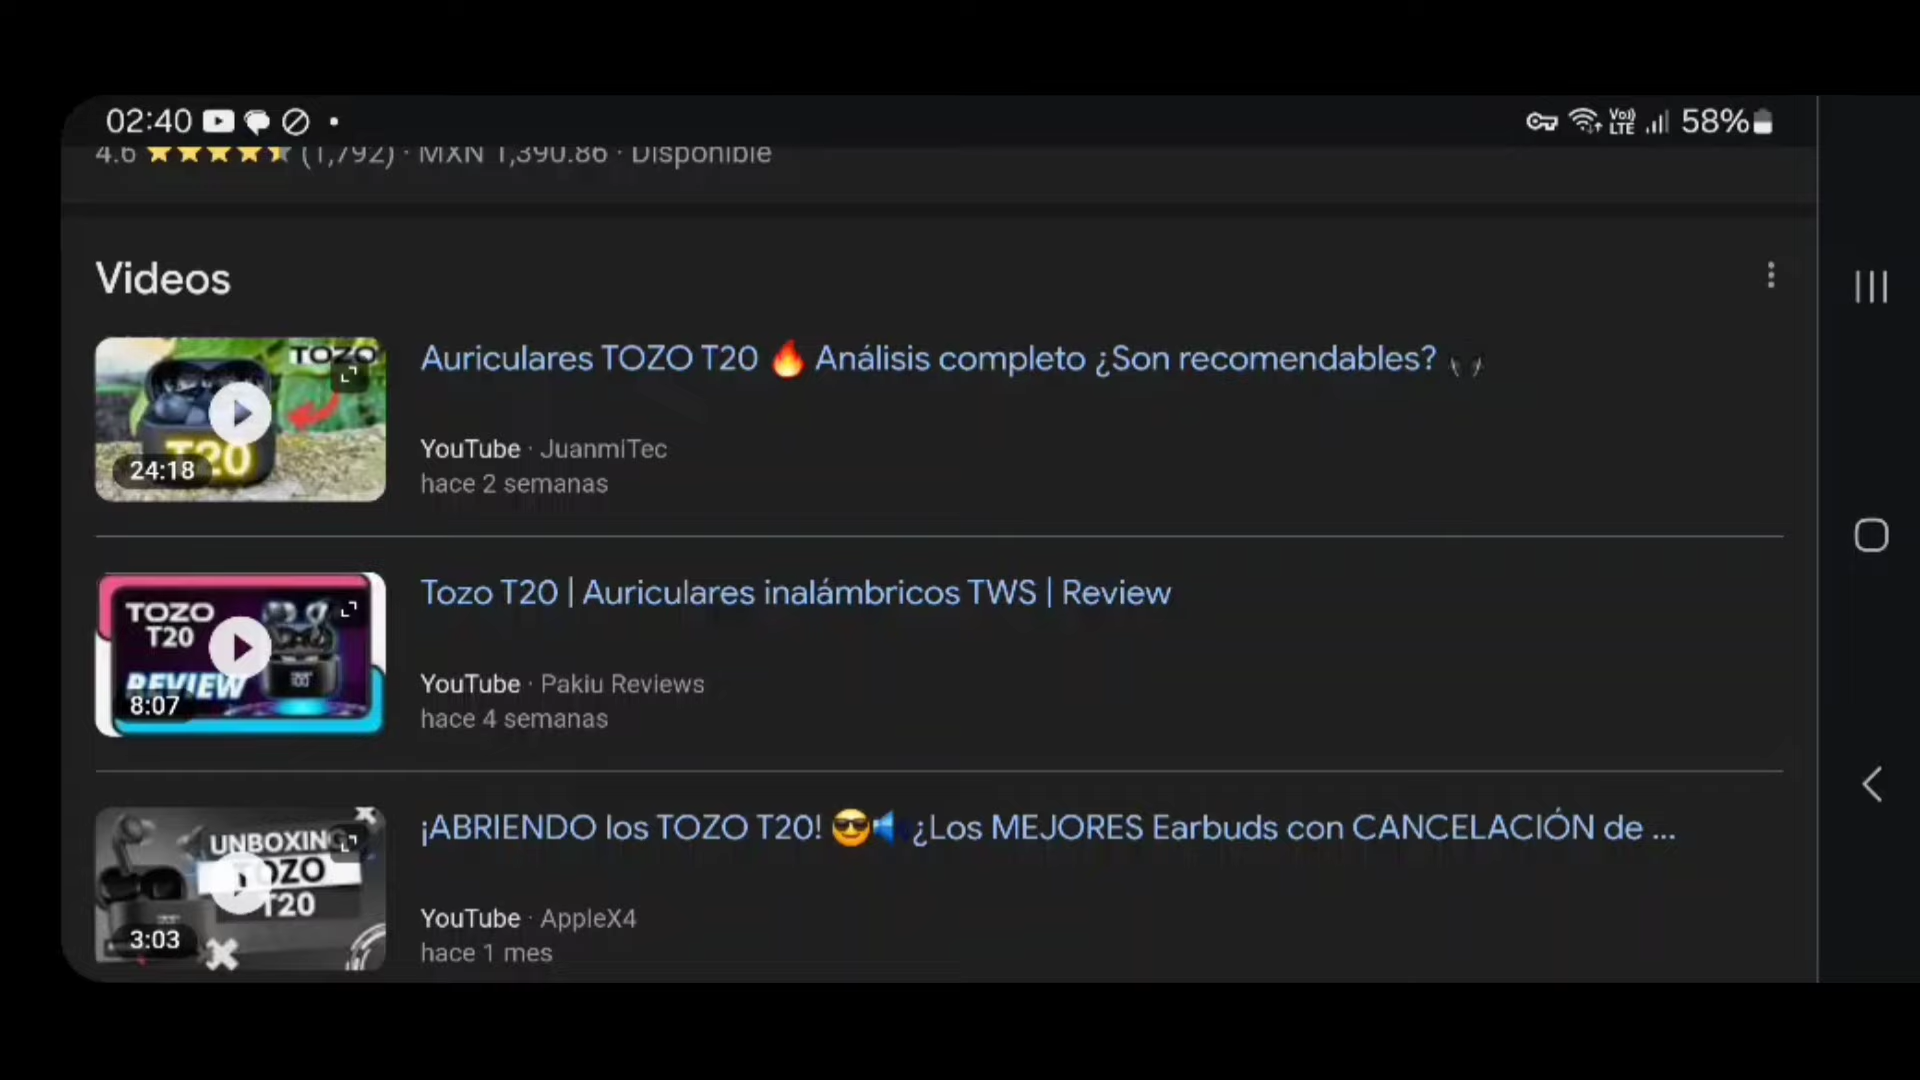 02:40
Vo)) LTE 58%
4.6 (1,792) · MXN 1,390.86 · Disponible
Videos
TOZO
T20
24:18
Auriculares TOZO T20 🔥 Análisis completo ¿Son recomendables?
YouTube · JuanmiTec
hace 2 semanas
TOZO
T20
REVIEW
8:07
Tozo T20 | Auriculares inalámbricos TWS | Review
YouTube · Pakiu Reviews
hace 4 semanas
UNBOXING
TOZO
T20
3:03
¡ABRIENDO los TOZO T20! 😎🔊 ¿Los MEJORES Earbuds con CANCELACIÓN de ...
YouTube · AppleX4
hace 1 mes